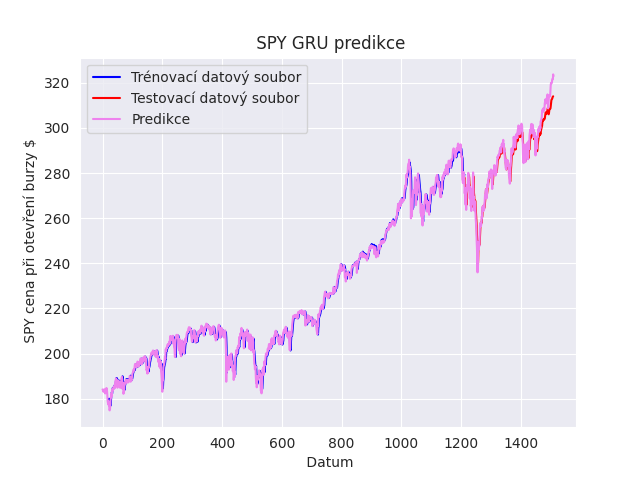 SPY GRU predikce
Trénovací datový soubor
Testovací datový soubor
Predikce
SPY cena při otevření burzy $
320
300
280
260
240
220
200
180
0 200 400 600 800 1000 1200 1400
Datum